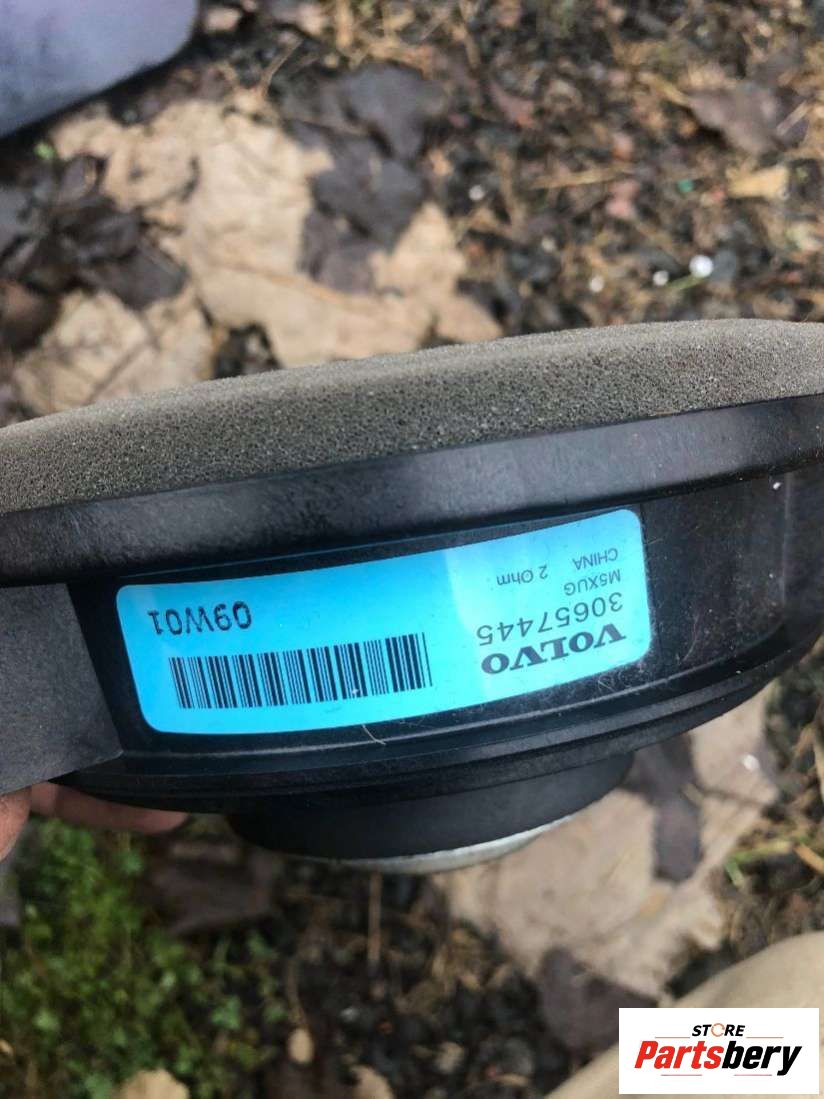 VOLVO
30657445
M5XUG 2 Ohm
CHINA
09W01
STORE
Partsbery